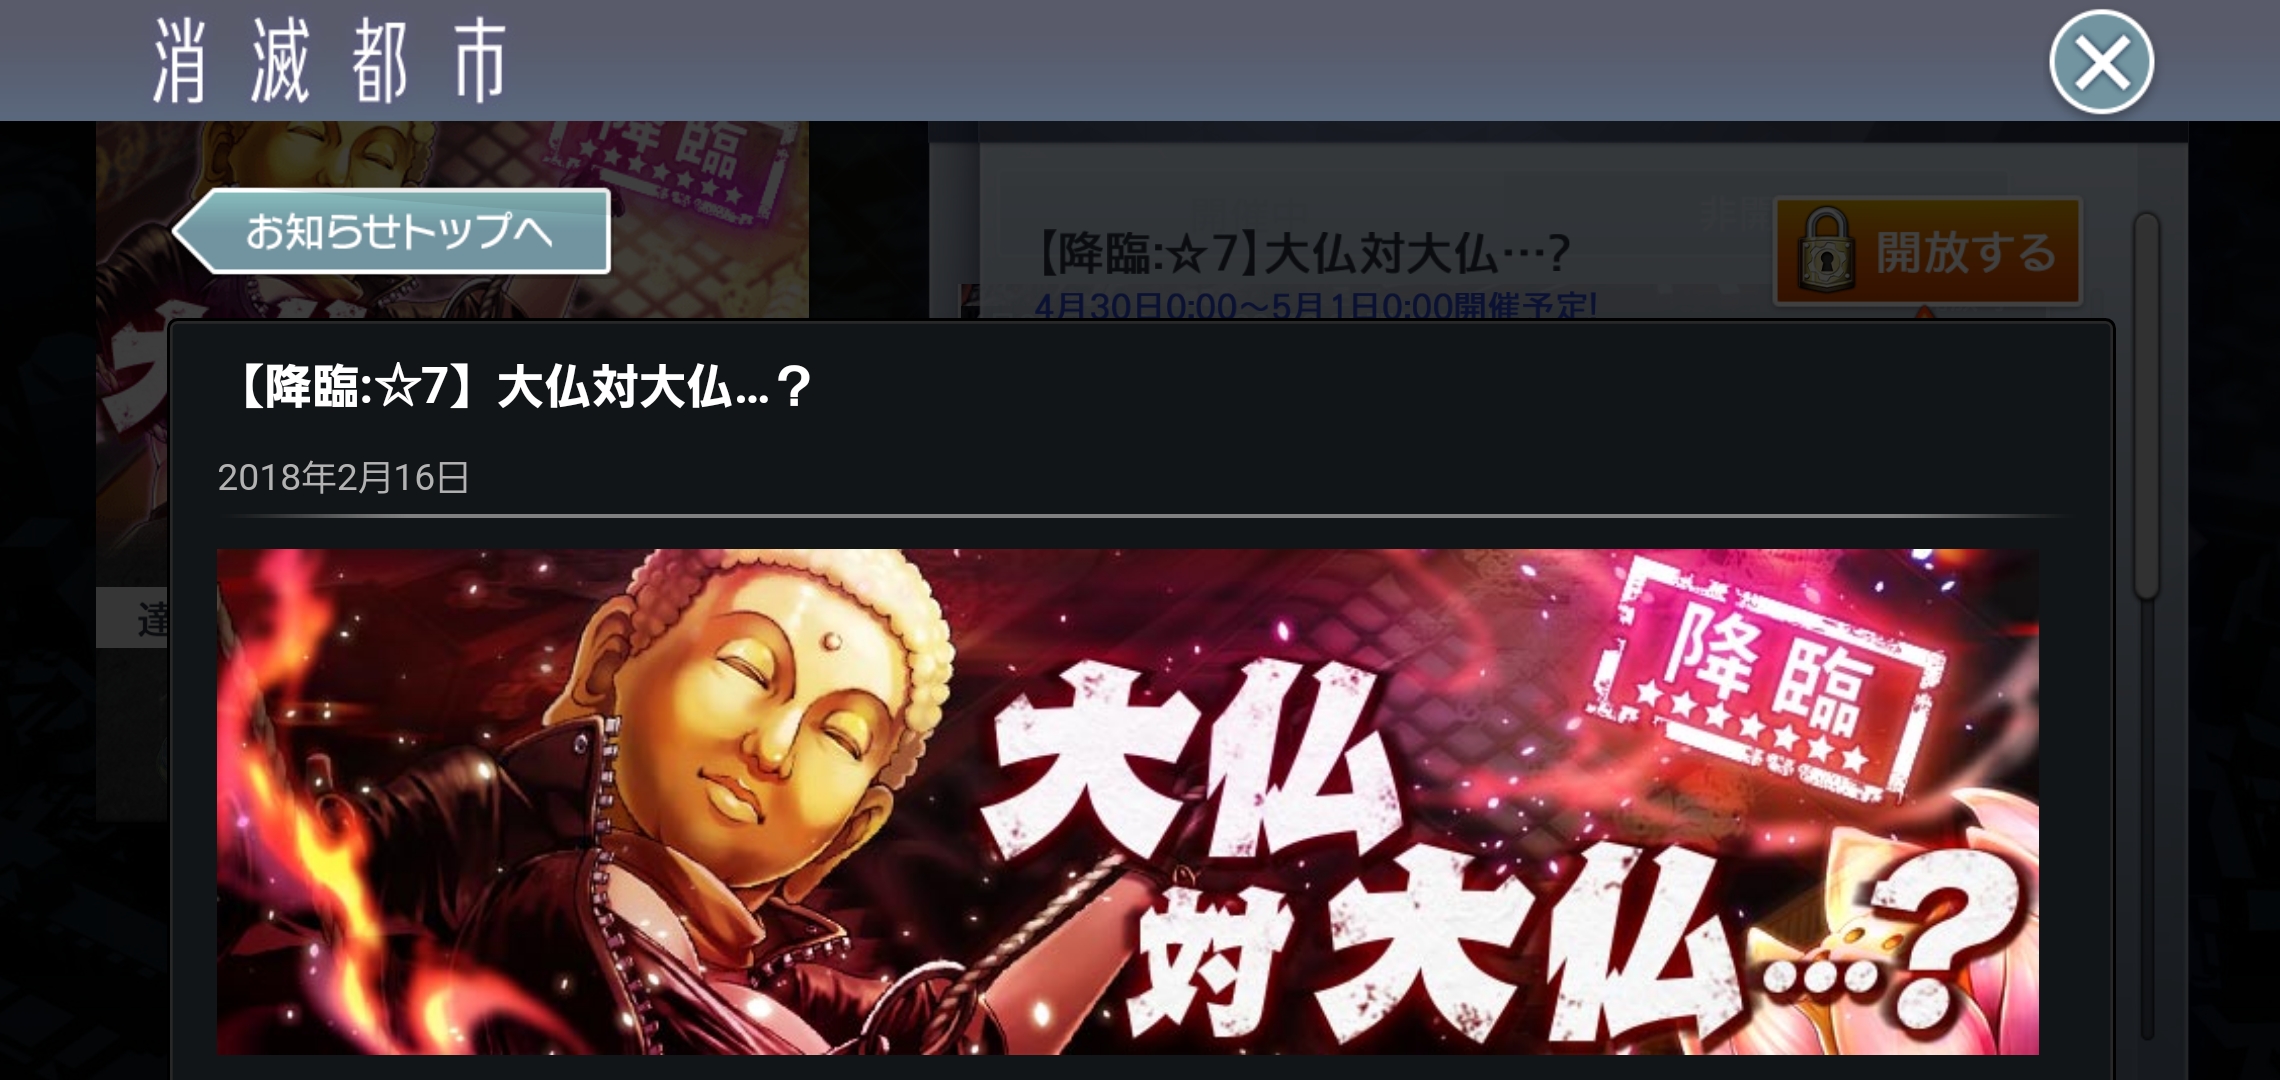 消滅都市
降臨
お知らせトップへ
【降臨:☆7】大仏対大仏…?
開放する
4月30日0:00～5月1日0:00開催予定!
【降臨:☆7】大仏対大仏…？
2018年2月16日
降臨
★★★★★★★
大仏
対大仏…?
達